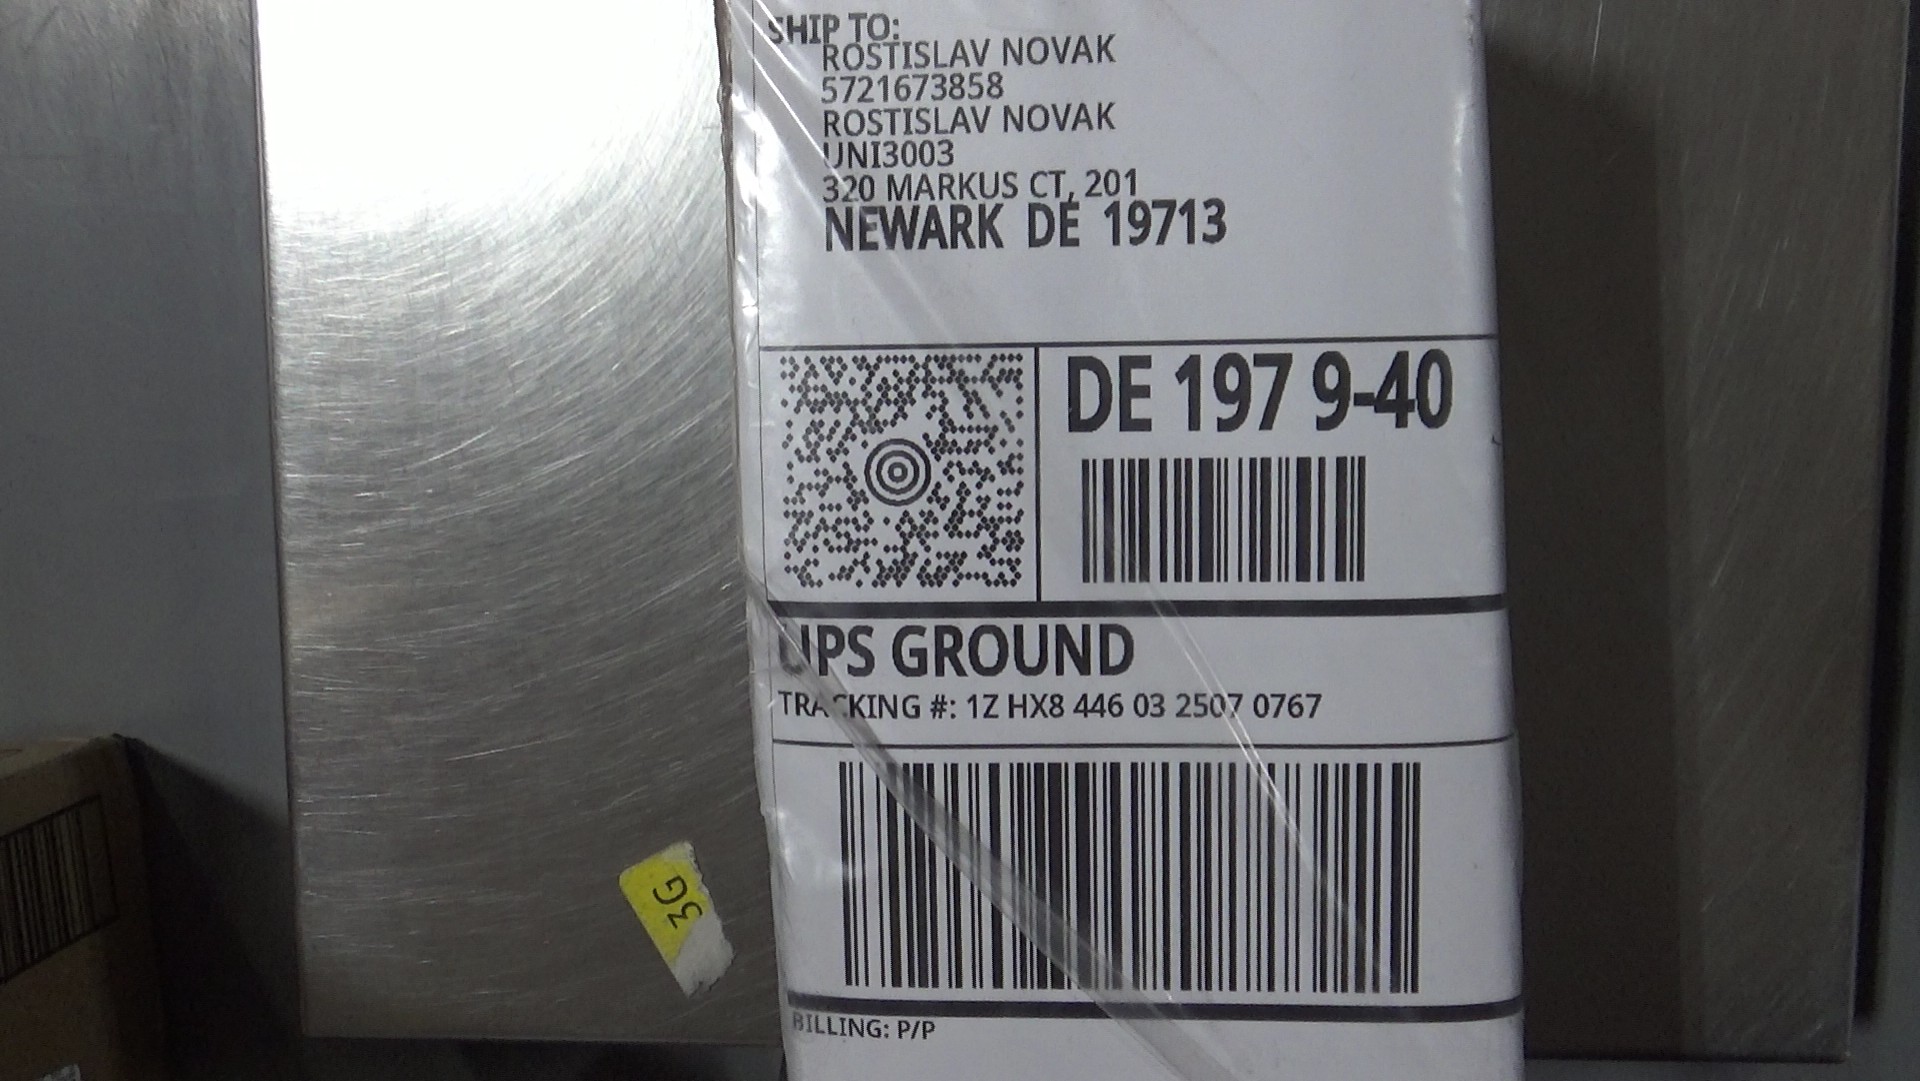 SHIP TO:
ROSTISLAV NOVAK
5721673858
ROSTISLAV NOVAK
UNI3003
320 MARKUS CT, 201
NEWARK DE 19713
DE 197 9-40
UPS GROUND
TRACKING #: 1Z HX8 446 03 2507 0767
BILLING: P/P
3G